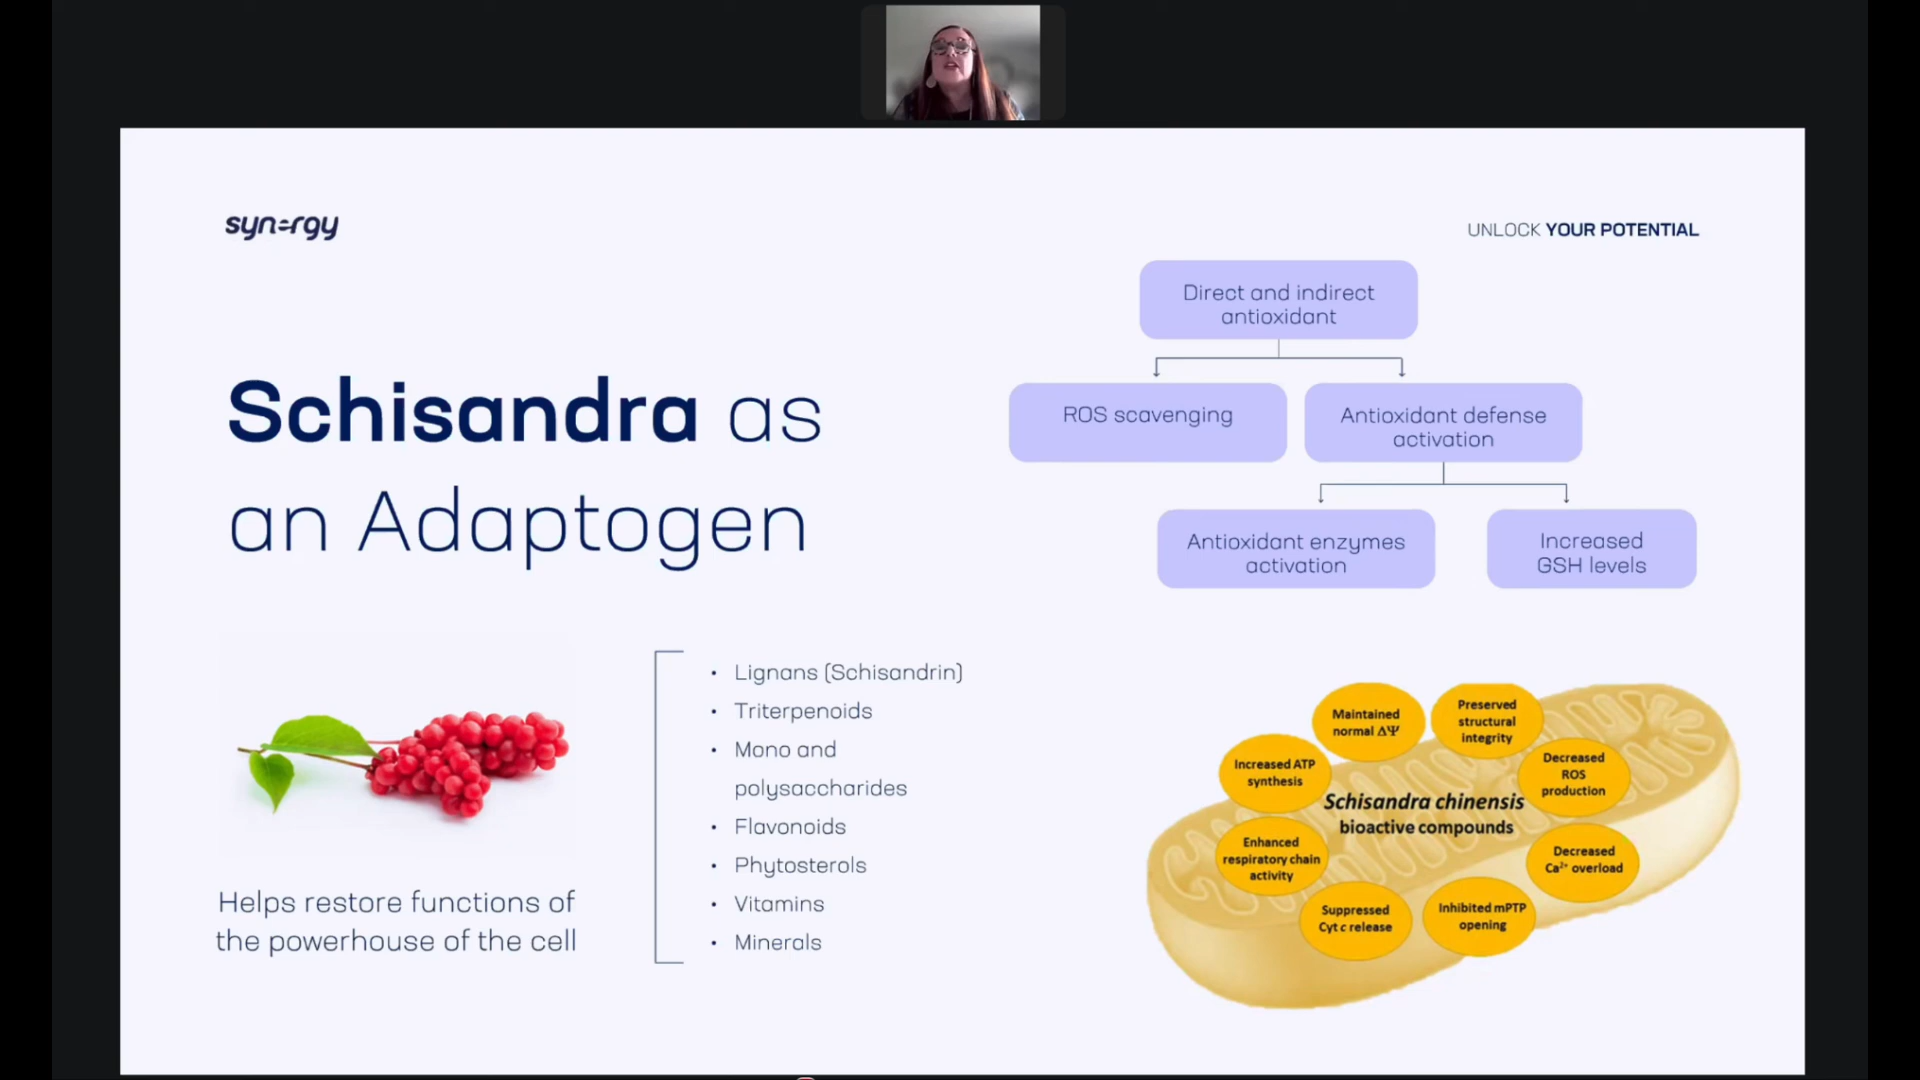 synergy
UNLOCK YOUR POTENTIAL
Schisandra as
an Adaptogen
Direct and indirect
antioxidant
ROS scavenging
Antioxidant defense
activation
Antioxidant enzymes
activation
Increased
GSH levels
Helps restore functions of
the powerhouse of the cell
• Lignans (Schisandrin)
• Triterpenoids
• Mono and
polysaccharides
• Flavonoids
• Phytosterols
• Vitamins
• Minerals
Maintained
normal ΔΨ
Preserved
structural
integrity
Increased ATP
synthesis
Decreased
ROS
production
Schisandra chinensis
bioactive compounds
Enhanced
respiratory chain
activity
Decreased
Ca²⁺ overload
Suppressed
Cyt c release
Inhibited mPTP
opening